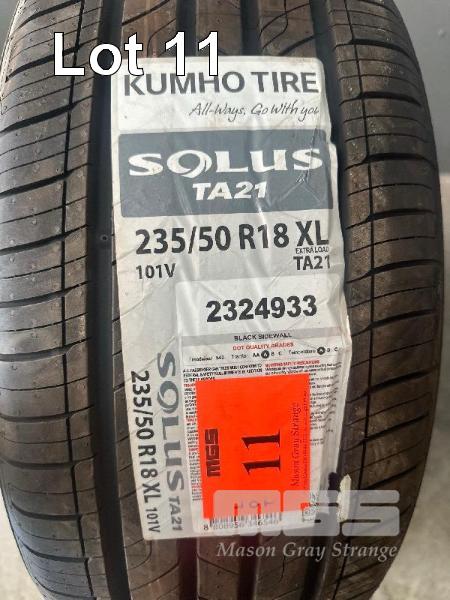 Lot 11
KUMHO TIRE
All-Ways, Go With you
SOLUS
TA21
235/50 R18 XL
EXTRA LOAD
101V
TA21
2324933
BLACK SIDEWALL
DOT QUALITY GRADES
SOLUS TA21
235/50 R18 XL 101V
MGS
11
Mason Gray Strange
LOT
MGS
Mason Gray Strange